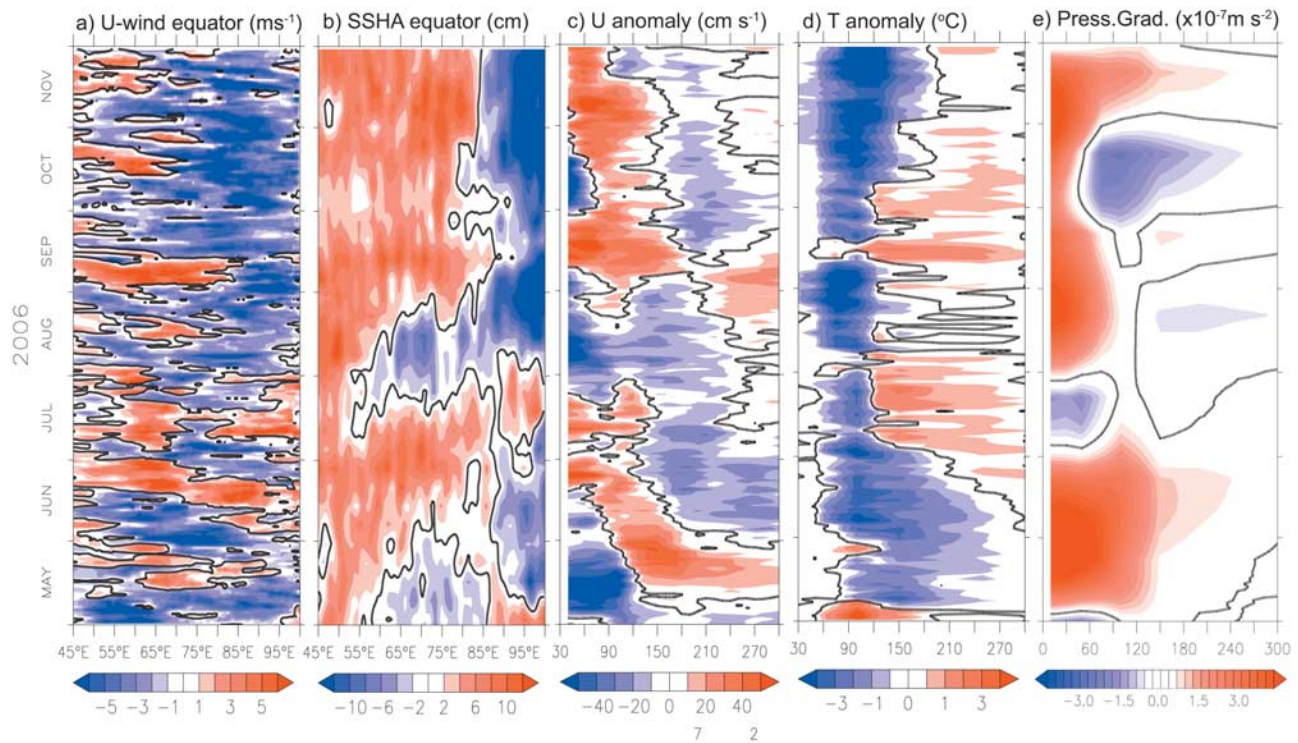 a) U-wind equator (ms⁻¹) b) SSHA equator (cm) c) U anomaly (cm s⁻¹) d) T anomaly (°C) e) Press.Grad. (x10⁻⁷m s⁻²)
NOV
OCT
SEP
2006
AUG
JUL
JUN
MAY
45°E 55°E 65°E 75°E 85°E 95°E 45°E 55°E 65°E 75°E 85°E 95°E 30 90 150 210 270 30 90 150 210 270 0 60 120 180 240 300
-5 -3 -1 1 3 5 -10 -6 -2 2 6 10 -40 -20 0 20 40 -3 -1 0 1 3 -3.0 -1.5 0.0 1.5 3.0
7 2